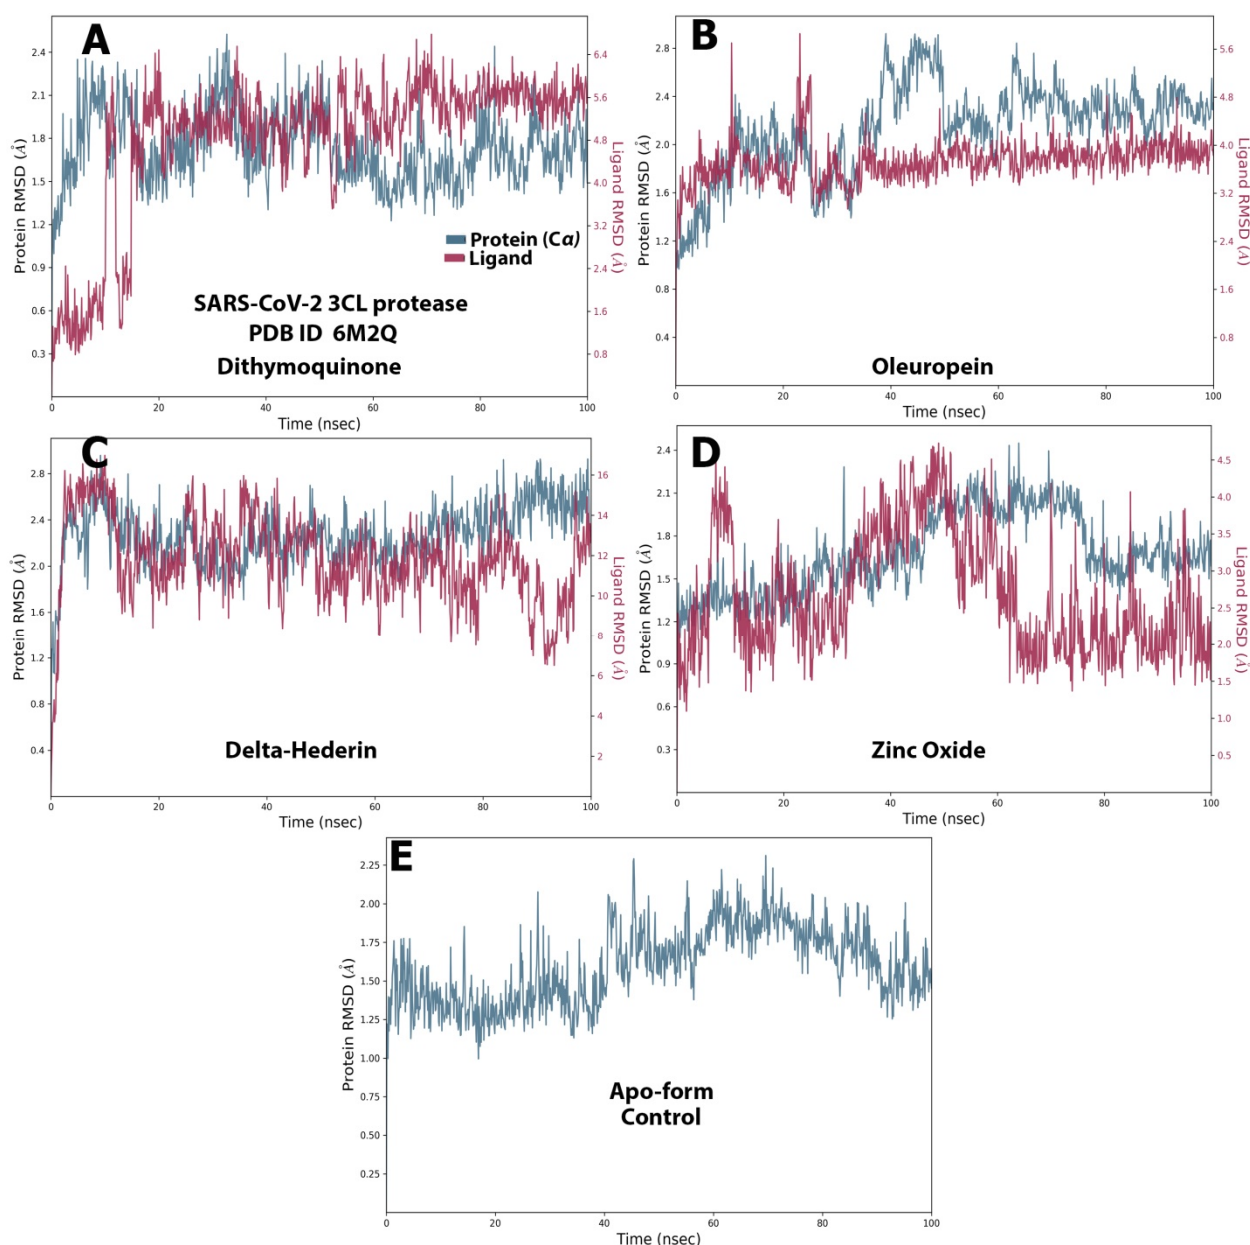 A
Protein RMSD (Å)
2.4
2.1
1.8
1.5
1.2
0.9
0.6
0.3
6.4
5.6
4.8
4.0
3.2
2.4
1.6
0.8
Ligand RMSD (Å)
Protein (Cα)
Ligand
SARS-CoV-2 3CL protease
PDB ID 6M2Q
Dithymoquinone
0 20 40 60 80 100
Time (nsec)
B
Protein RMSD (Å)
2.8
2.4
2.0
1.6
1.2
0.8
0.4
5.6
4.8
4.0
3.2
2.4
1.6
0.8
Ligand RMSD (Å)
Oleuropein
0 20 40 60 80 100
Time (nsec)
C
Protein RMSD (Å)
2.8
2.4
2.0
1.6
1.2
0.8
0.4
16
14
12
10
8
6
4
2
Ligand RMSD (Å)
Delta-Hederin
0 20 40 60 80 100
Time (nsec)
D
Protein RMSD (Å)
2.4
2.1
1.8
1.5
1.2
0.9
0.6
0.3
4.5
4.0
3.5
3.0
2.5
2.0
1.5
1.0
0.5
Ligand RMSD (Å)
Zinc Oxide
0 20 40 60 80 100
Time (nsec)
E
Protein RMSD (Å)
2.25
2.00
1.75
1.50
1.25
1.00
0.75
0.50
0.25
Apo-form
Control
0 20 40 60 80 100
Time (nsec)